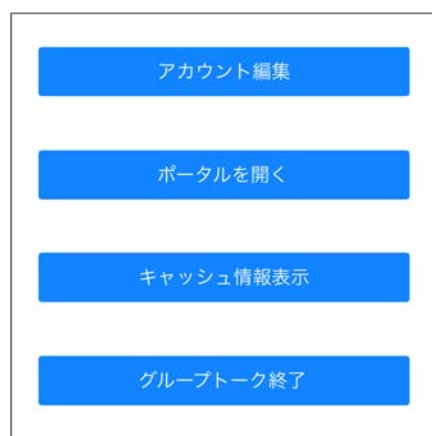 アカウント編集
ポータルを開く
キャッシュ情報表示
グループトーク終了